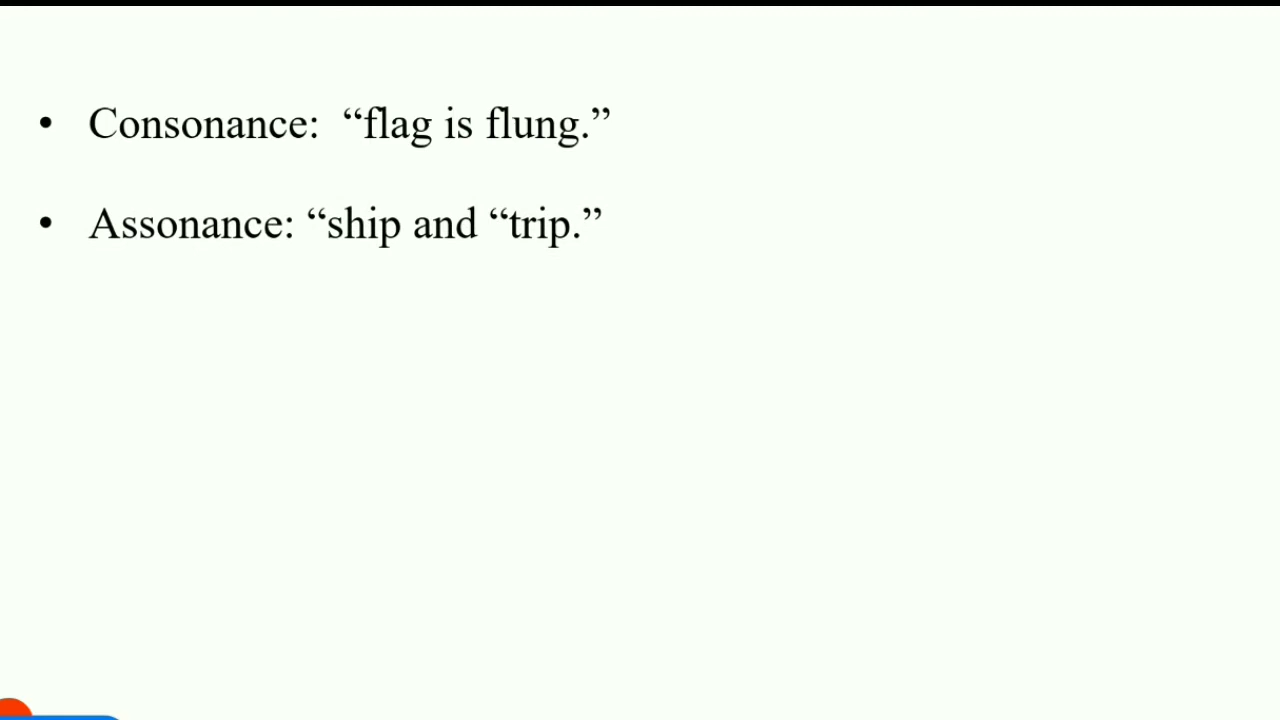 • Consonance:  “flag is flung.”
• Assonance: “ship and “trip.”